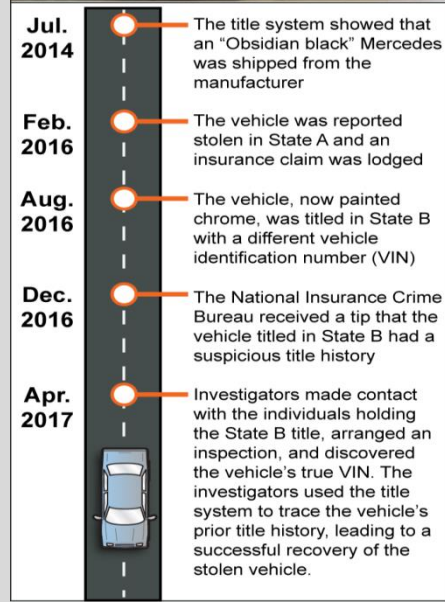 Jul.
2014
The title system showed that
an “Obsidian black” Mercedes
was shipped from the
manufacturer
Feb.
2016
The vehicle was reported
stolen in State A and an
insurance claim was lodged
Aug.
2016
The vehicle, now painted
chrome, was titled in State B
with a different vehicle
identification number (VIN)
Dec.
2016
The National Insurance Crime
Bureau received a tip that the
vehicle titled in State B had a
suspicious title history
Apr.
2017
Investigators made contact
with the individuals holding
the State B title, arranged an
inspection, and discovered
the vehicle’s true VIN. The
investigators used the title
system to trace the vehicle’s
prior title history, leading to a
successful recovery of the
stolen vehicle.